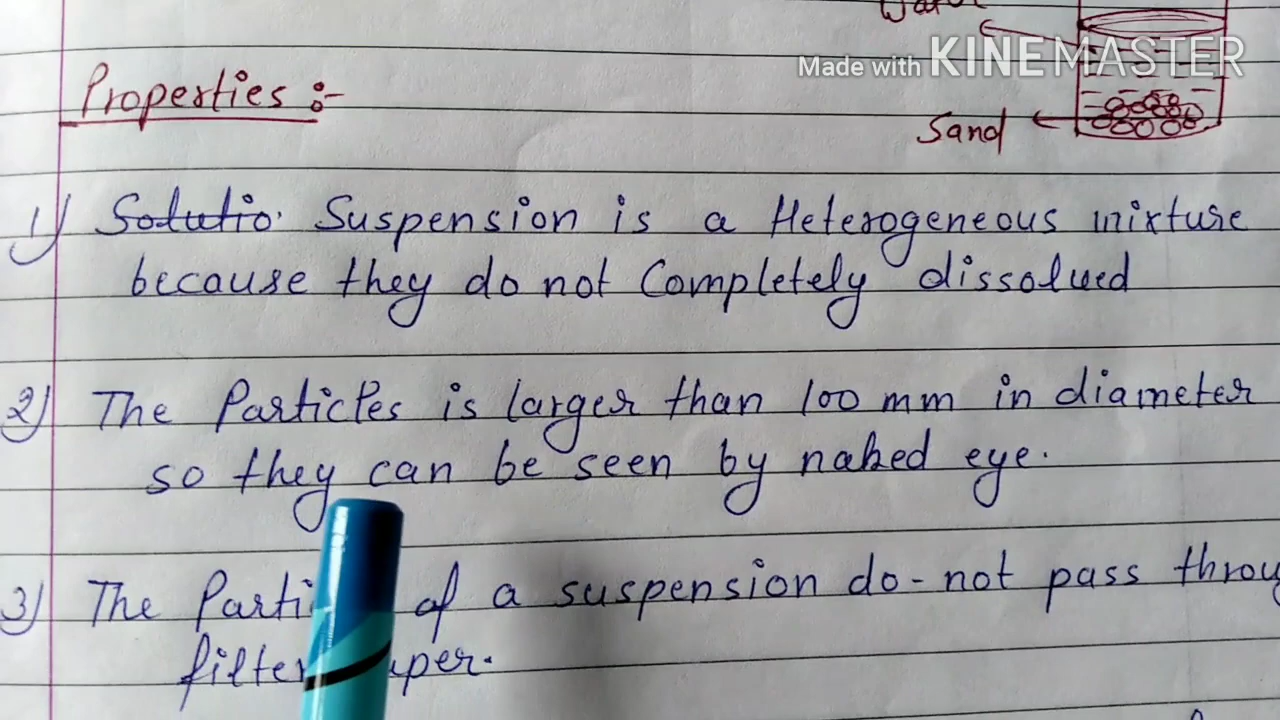 Made with KINEMASTER
Properties :-
Sand
1) Solutio. Suspension is a Heterogeneous mixture
because they do not Completely dissolved
2) The Particles is larger than 100 mm in diameter
so they can be seen by naked eye.
3) The Parti of a suspension do-not pass throu
filter aper.